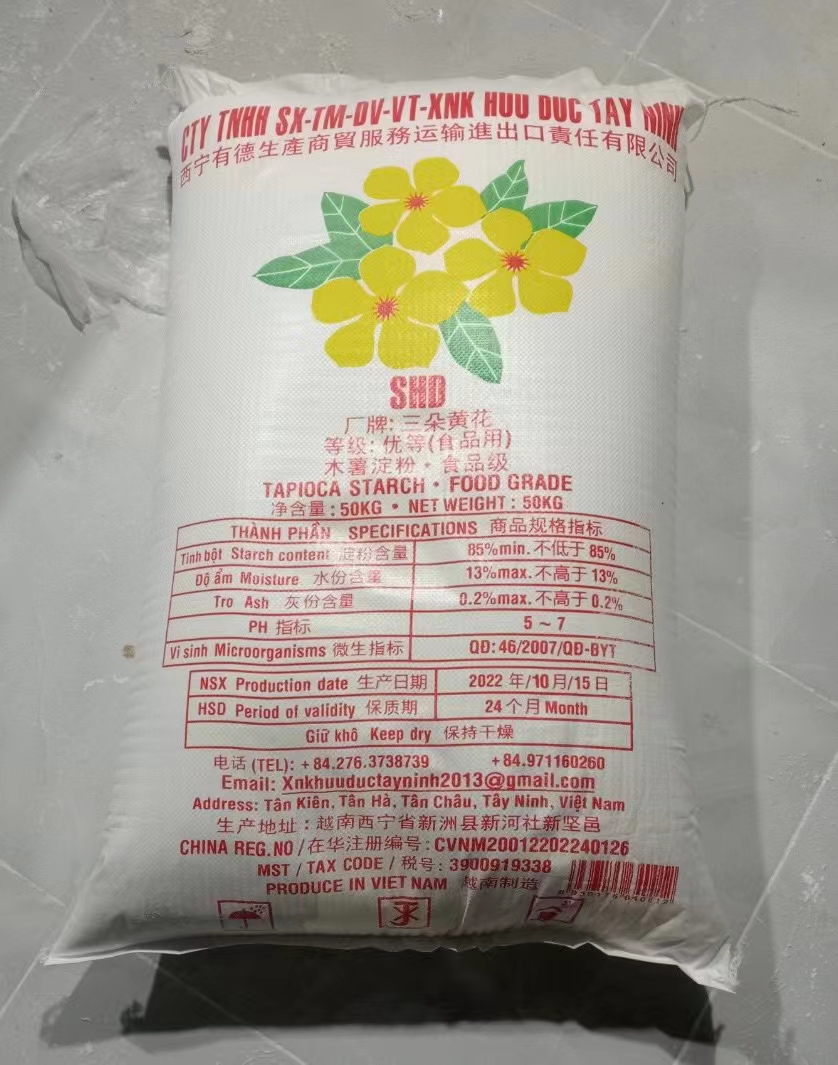 CTY TNHH SX-TM-DV-VT-XNK HUU DUC TAY NINH
西宁有德生產商貿服務运输進出口責任有限公司
SHD
厂牌: 三朵黄花
等级: 优等(食品用)
木薯淀粉 • 食品级
TAPIOCA STARCH • FOOD GRADE
净含量 : 50KG • NET WEIGHT : 50KG
THÀNH PHẦN SPECIFICATIONS 商品规格指标
Tinh bột Starch content 淀粉含量 85%min. 不低于 85%
Độ ẩm Moisture 水份含量 13%max. 不高于 13%
Tro Ash 灰份含量 0.2%max. 不高于 0.2%
PH 指标 5 ~ 7
Vi sinh Microorganisms 微生指标 QĐ: 46/2007/QĐ-BYT
NSX Production date 生产日期 2022 年/10 月/15 日
HSD Period of validity 保质期 24 个月 Month
Giữ khô Keep dry 保持干燥
电话 (TEL): +84.276.3738739 +84.971160260
Email: Xnkhuuductayninh2013@gmail.com
Address: Tân Kiên, Tân Hà, Tân Châu, Tây Ninh, Việt Nam
生产地址 : 越南西宁省新洲县新河社新坚邑
CHINA REG.NO /在华注册编号: CVNM20012202240126
MST / TAX CODE / 税号: 3900919338
PRODUCE IN VIET NAM 越南制造